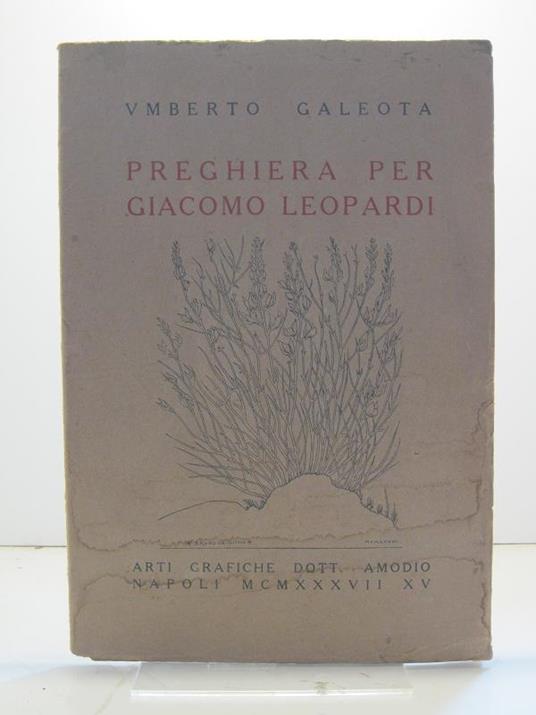 VMBERTO GALEOTA
PREGHIERA PER
GIACOMO LEOPARDI
ARTI GRAFICHE DOTT. AMODIO
NAPOLI MCMXXXVII XV